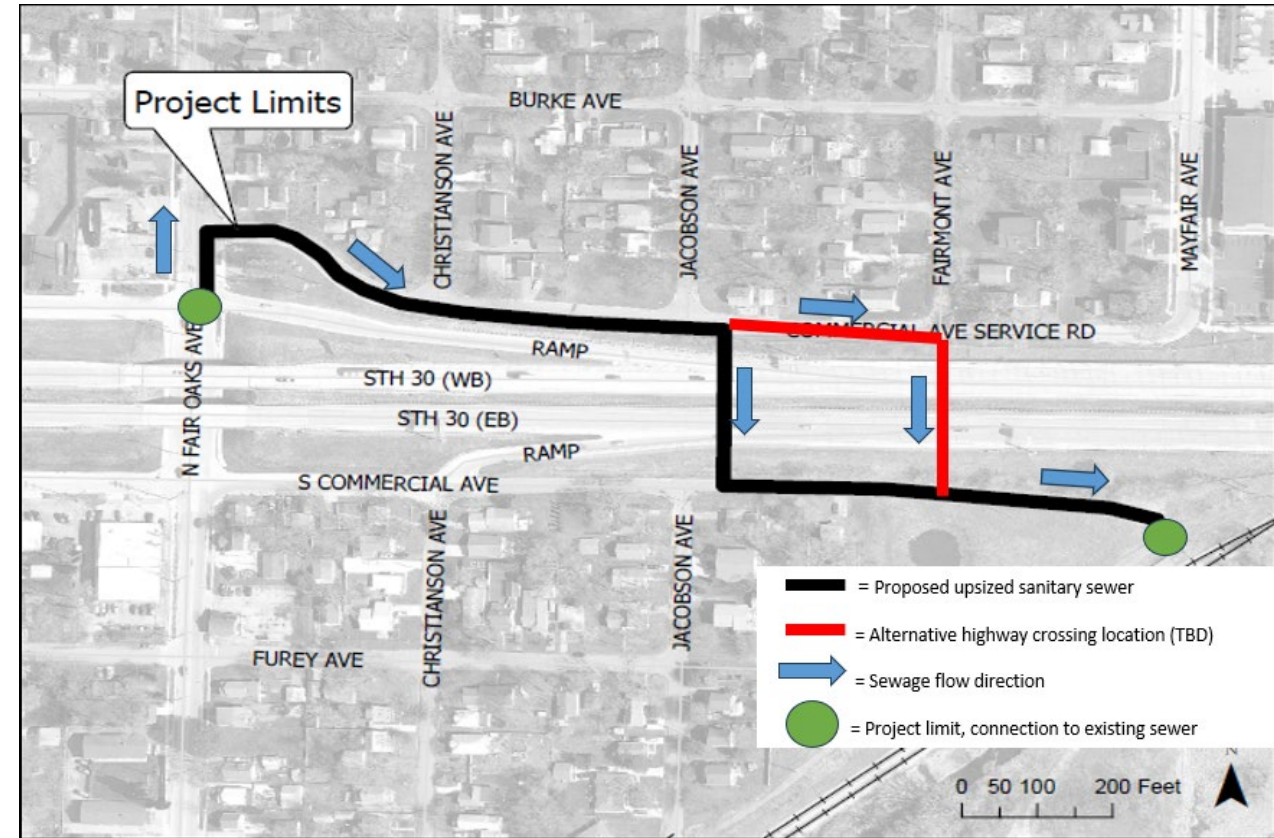 Project Limits
BURKE AVE
CHRISTIANSON AVE
JACOBSON AVE
FAIRMONT AVE
MAYFAIR AVE
COMMERCIAL AVE SERVICE RD
RAMP
STH 30 (WB)
STH 30 (EB)
N FAIR OAKS AVE
RAMP
S COMMERCIAL AVE
CHRISTIANSON AVE
JACOBSON AVE
FUREY AVE
= Proposed upsized sanitary sewer
= Alternative highway crossing location (TBD)
= Sewage flow direction
= Project limit, connection to existing sewer
N
0 50 100 200 Feet